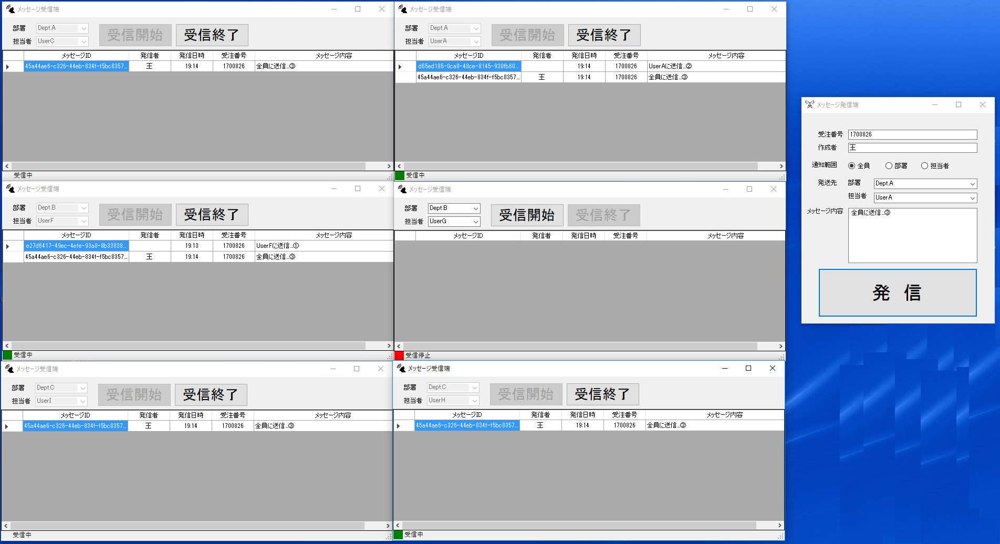 メッセージ受信端
部署 Dept.A
担当者 UserC
受信開始 受信終了
メッセージID 発信者 発信日時 受注番号 メッセージ内容
45a44ae6-c326-44eb-834f-f5bc8357... 王 19:14 1700826 全員に送信...③
受信中
メッセージ受信端
部署 Dept.A
担当者 UserA
受信開始 受信終了
メッセージID 発信者 発信日時 受注番号 メッセージ内容
d65ed185-0ca8-48ce-8145-930fb60... 19:14 1700826 UserAに送信...②
45a44ae6-c326-44eb-834f-f5bc8357... 王 19:14 1700826 全員に送信...③
受信中
メッセージ受信端
部署 Dept.B
担当者 UserF
受信開始 受信終了
メッセージID 発信者 発信日時 受注番号 メッセージ内容
e27d6417-49ec-4efe-93a8-8b33838... 19:13 1700826 UserFに送信...①
45a44ae6-c326-44eb-834f-f5bc8357... 王 19:14 1700826 全員に送信...③
受信中
メッセージ受信端
部署 Dept.B
担当者 UserG
受信開始 受信終了
メッセージID 発信者 発信日時 受注番号 メッセージ内容
受信停止
メッセージ受信端
部署 Dept.C
担当者 UserI
受信開始 受信終了
メッセージID 発信者 発信日時 受注番号 メッセージ内容
45a44ae6-c326-44eb-834f-f5bc8357... 王 19:14 1700826 全員に送信...③
受信中
メッセージ受信端
部署 Dept.C
担当者 UserH
受信開始 受信終了
メッセージID 発信者 発信日時 受注番号 メッセージ内容
45a44ae6-c326-44eb-834f-f5bc8357... 王 19:14 1700826 全員に送信...③
受信中
メッセージ発信端
受注番号 1700826
作成者 王
通知範囲 全員 部署 担当者
発送先 部署 Dept.A
担当者 UserA
メッセージ内容 全員に送信...③
発 信